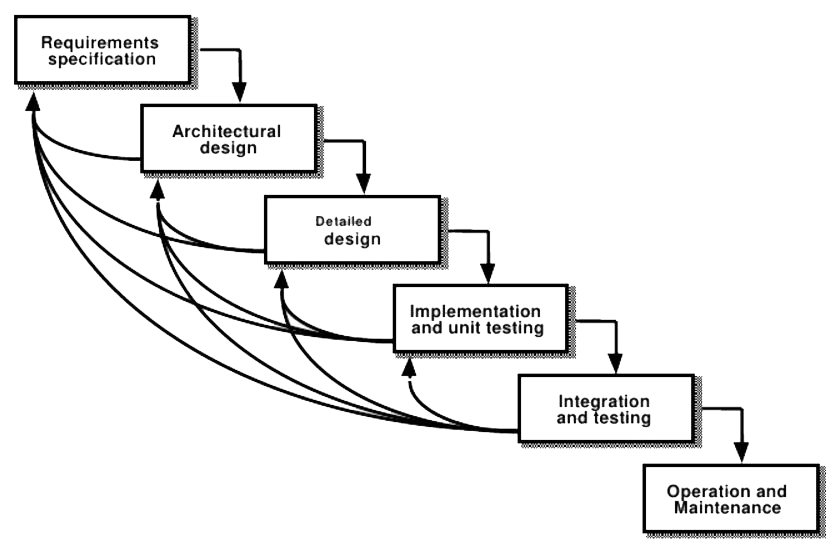 Requirements
specification
Architectural
design
Detailed
design
Implementation
and unit testing
Integration
and testing
Operation and
Maintenance